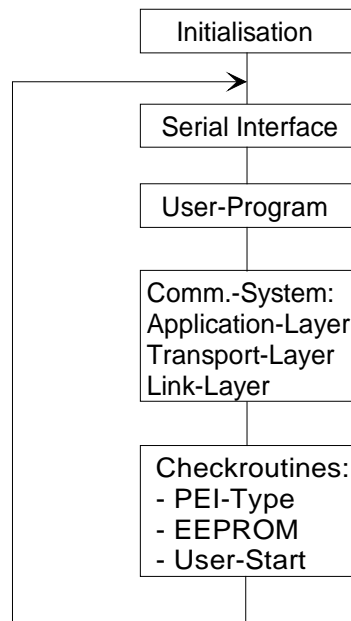 Initialisation
Serial Interface
User-Program
Comm.-System:
Application-Layer
Transport-Layer
Link-Layer
Checkroutines:
- PEI-Type
- EEPROM
- User-Start